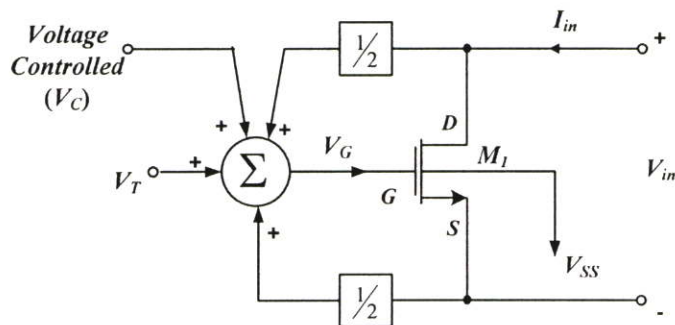 Voltage
Controlled
(V_C)
1/2
I_in
+
+
+
D
V_G
M_1
V_in
V_T
+
Σ
G
S
+
V_SS
1/2
-